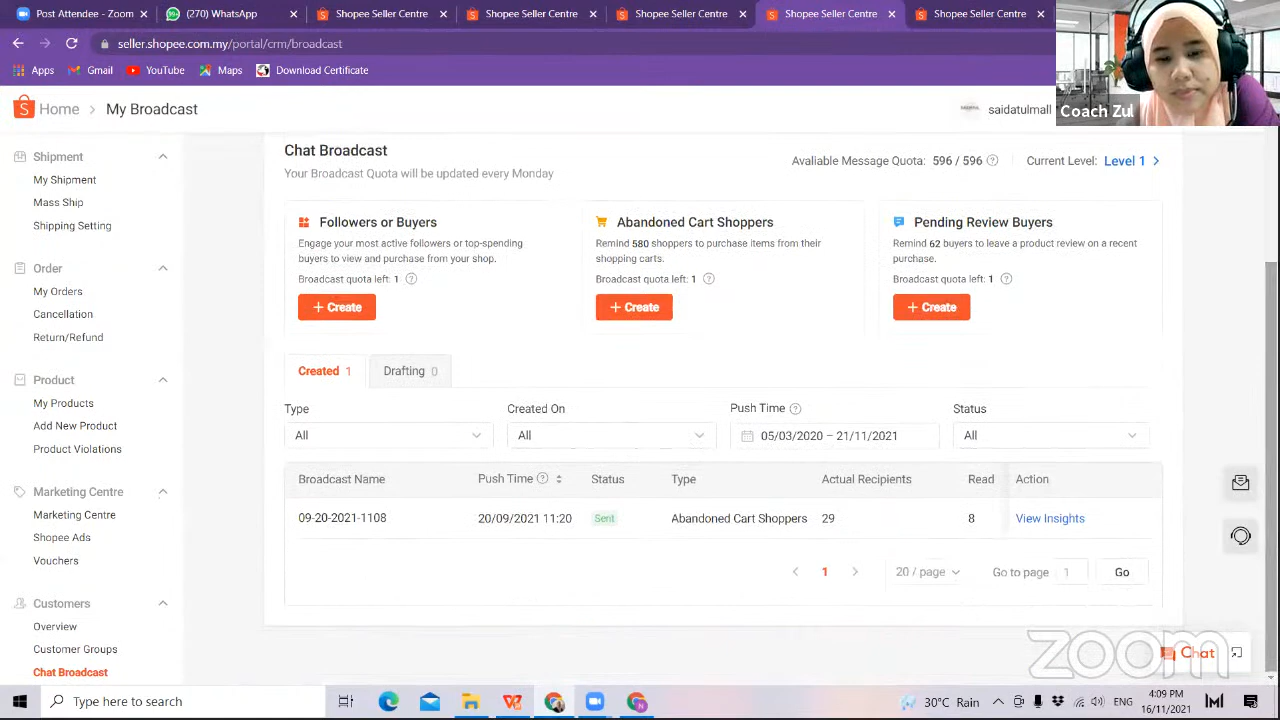 Post Attendee - Zoom
(270) WhatsApp
Shopee Seller Centre
Shopee Seller Centre
Shopee Seller Centre
Shopee Seller Centre
Shopee Seller Centre
seller.shopee.com.my/portal/crm/broadcast
Apps
Gmail
YouTube
Maps
Download Certificate
Coach Zul
Home > My Broadcast
saidatulmall
Shipment
My Shipment
Mass Ship
Shipping Setting
Order
My Orders
Cancellation
Return/Refund
Product
My Products
Add New Product
Product Violations
Marketing Centre
Marketing Centre
Shopee Ads
Vouchers
Customers
Overview
Customer Groups
Chat Broadcast
Chat Broadcast
Your Broadcast Quota will be updated every Monday
Avaliable Message Quota: 596 / 596
Current Level: Level 1 >
Followers or Buyers
Engage your most active followers or top-spending
buyers to view and purchase from your shop.
Broadcast quota left: 1
+ Create
Abandoned Cart Shoppers
Remind 580 shoppers to purchase items from their
shopping carts.
Broadcast quota left: 1
+ Create
Pending Review Buyers
Remind 62 buyers to leave a product review on a recent
purchase.
Broadcast quota left: 1
+ Create
Created 1
Drafting 0
Type
Created On
Push Time
Status
All
All
05/03/2020 – 21/11/2021
All
Broadcast Name
Push Time
Status
Type
Actual Recipients
Read
Action
09-20-2021-1108
20/09/2021 11:20
Sent
Abandoned Cart Shoppers
29
8
View Insights
< 1 >
20 / page
Go to page
1
Go
zoom
Chat
Type here to search
30°C Rain
ENG
4:09 PM
16/11/2021